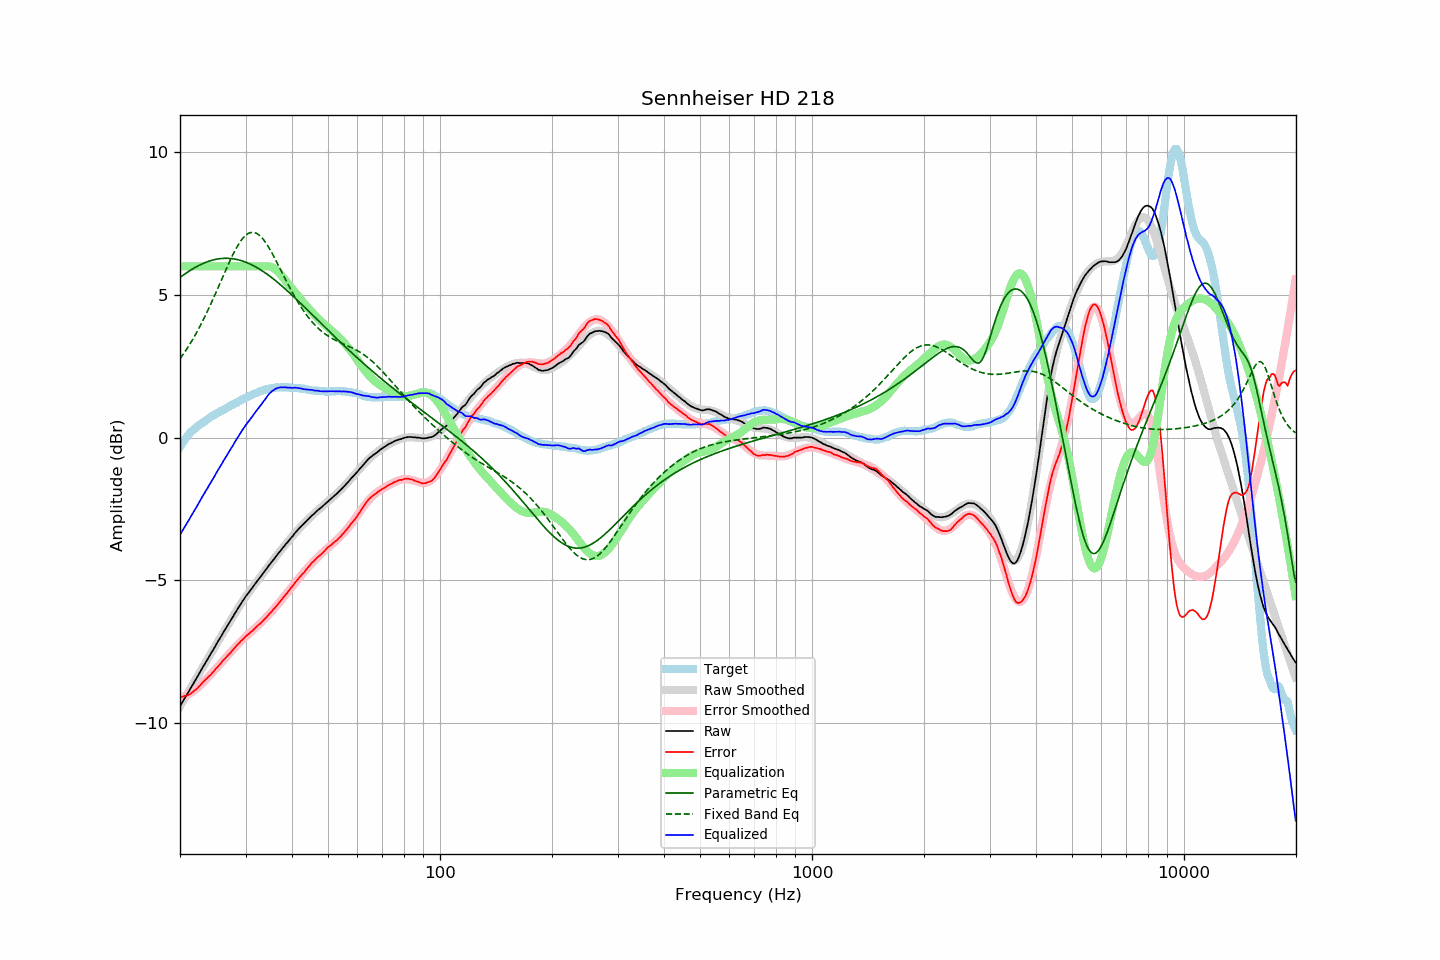 Sennheiser HD 218
Amplitude (dBr)
10
5
0
−5
−10
100
1000
10000
Frequency (Hz)
Target
Raw Smoothed
Error Smoothed
Raw
Error
Equalization
Parametric Eq
Fixed Band Eq
Equalized